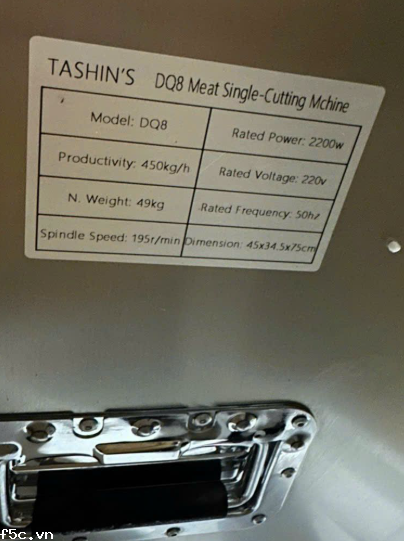 TASHIN'S DQ8 Meat Single-Cutting Mchine
Model: DQ8
Rated Power: 2200w
Productivity: 450kg/h
Rated Voltage: 220v
N. Weight: 49kg
Rated Frequency: 50hz
Spindle Speed: 195r/min
Dimension: 45x34.5x75cm
f5c.vn